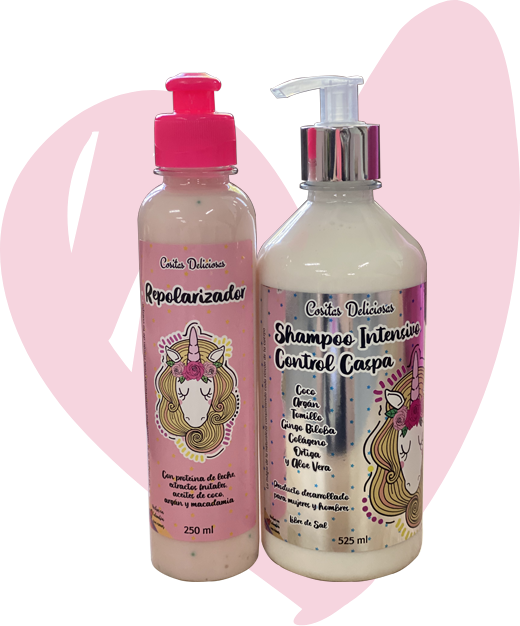 Cositas Deliciosas
Repolarizador
Con proteína de leche,
extractos frutales,
aceites de coco,
argán y macadamia
250 ml
Cositas Deliciosas
Shampoo Intensivo
Control Caspa
Coco
Argán
Tomillo
Gingo Biloba
Colágeno
Ortiga
y Aloe Vera
Producto desarrollado
para mujeres y hombres
Libre de Sal
525 ml